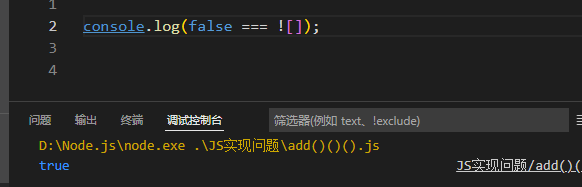 1
2 console.log(false === ![]);
3
4
问题 输出 终端 调试控制台 筛选器(例如 text、!exclude)
D:\Node.js\node.exe .\JS实现问题\add()()().js
true JS实现问题/add()(